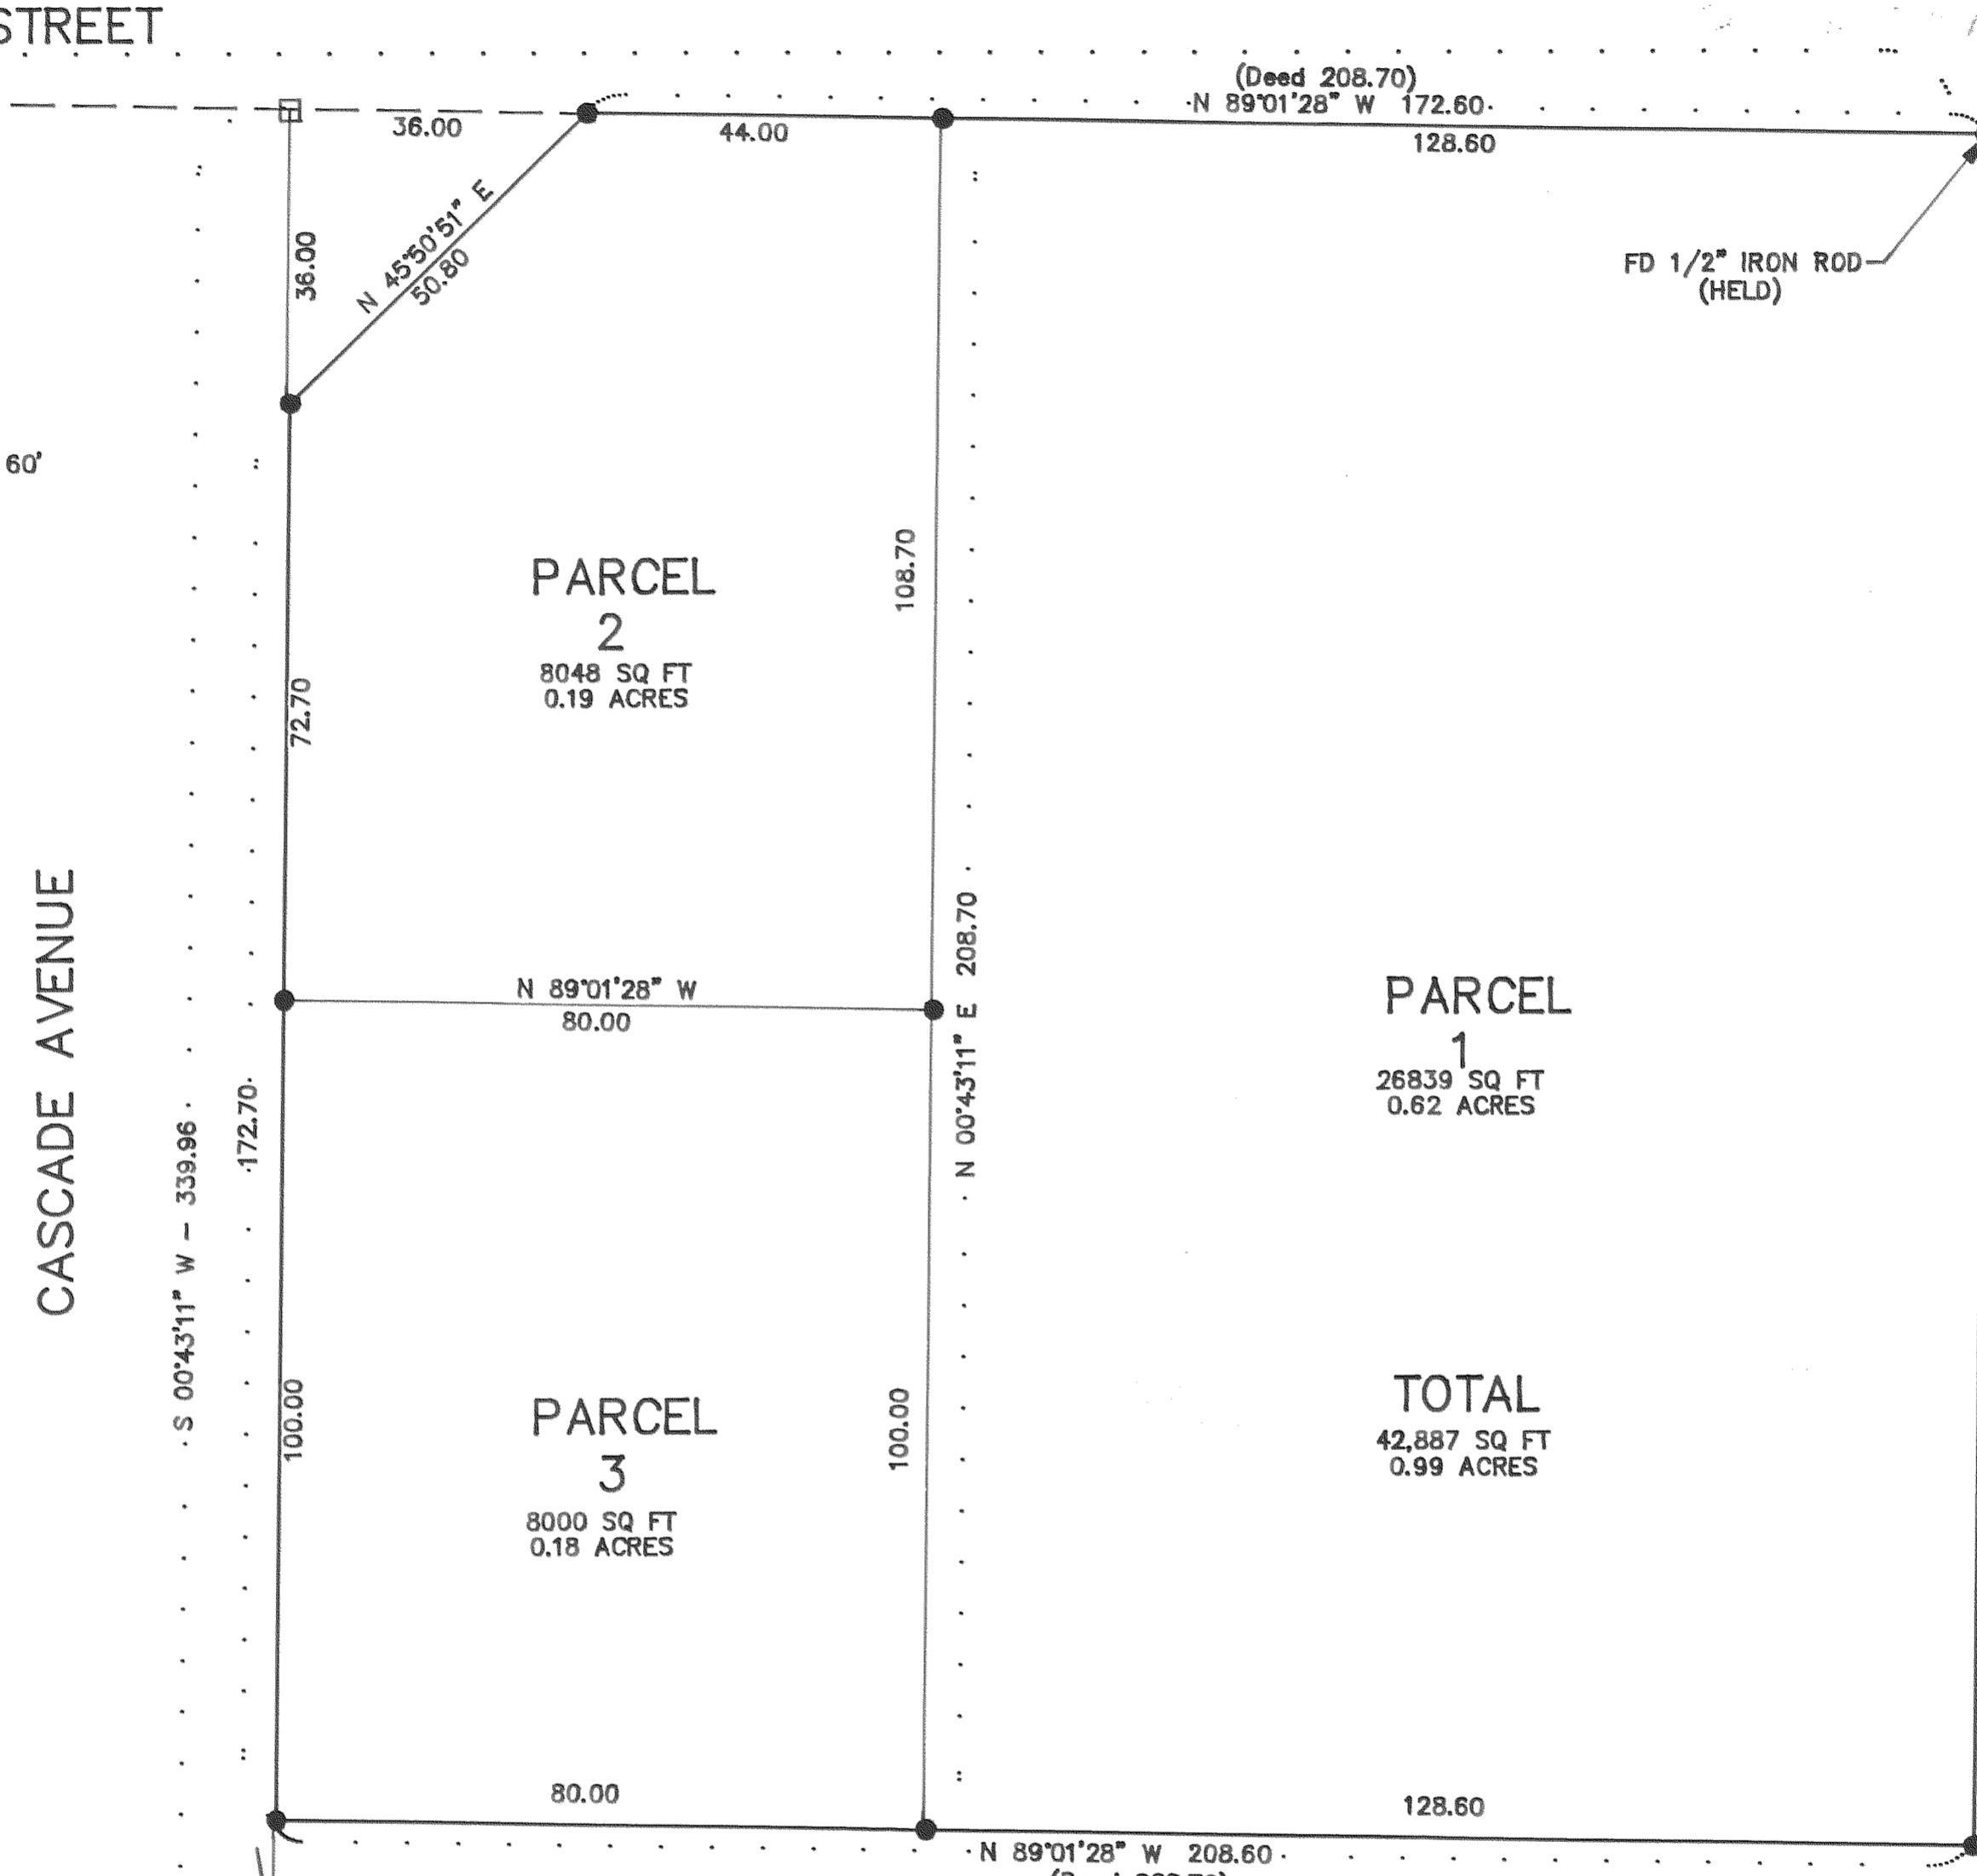 STREET
(Deed 208.70)
N 89°01'28" W 172.60
36.00
44.00
128.60
N 45°50'51" E
50.80
36.00
FD 1/2" IRON ROD
(HELD)
60'
108.70
PARCEL
2
8048 SQ FT
0.19 ACRES
72.70
CASCADE AVENUE
N 89°01'28" W
80.00
N 00°43'11" E 208.70
PARCEL
1
26839 SQ FT
0.62 ACRES
172.70
S 00°43'11" W - 339.96
TOTAL
42,887 SQ FT
0.99 ACRES
100.00
PARCEL
3
8000 SQ FT
0.18 ACRES
100.00
80.00
128.60
N 89°01'28" W 208.60